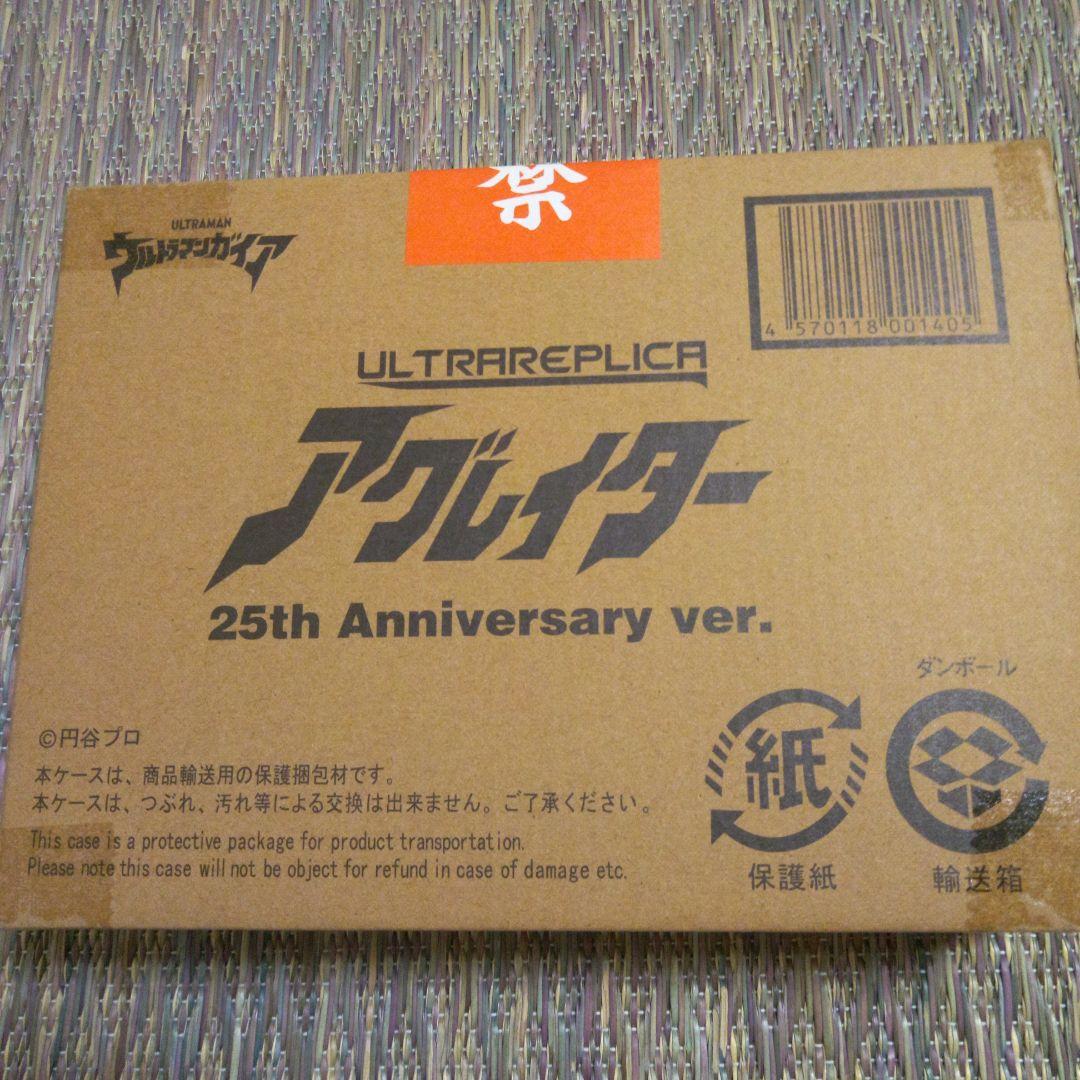 禁
ULTRAMAN
ウルトラマンガイア
4 570118 001405
ULTRAREPLICA
アグレイター
25th Anniversary ver.
©円谷プロ
本ケースは、商品輸送用の保護梱包材です。
本ケースは、つぶれ、汚れ等による交換は出来ません。ご了承ください。
This case is a protective package for product transportation.
Please note this case will not be object for refund in case of damage etc.
紙
保護紙
ダンボール
輸送箱